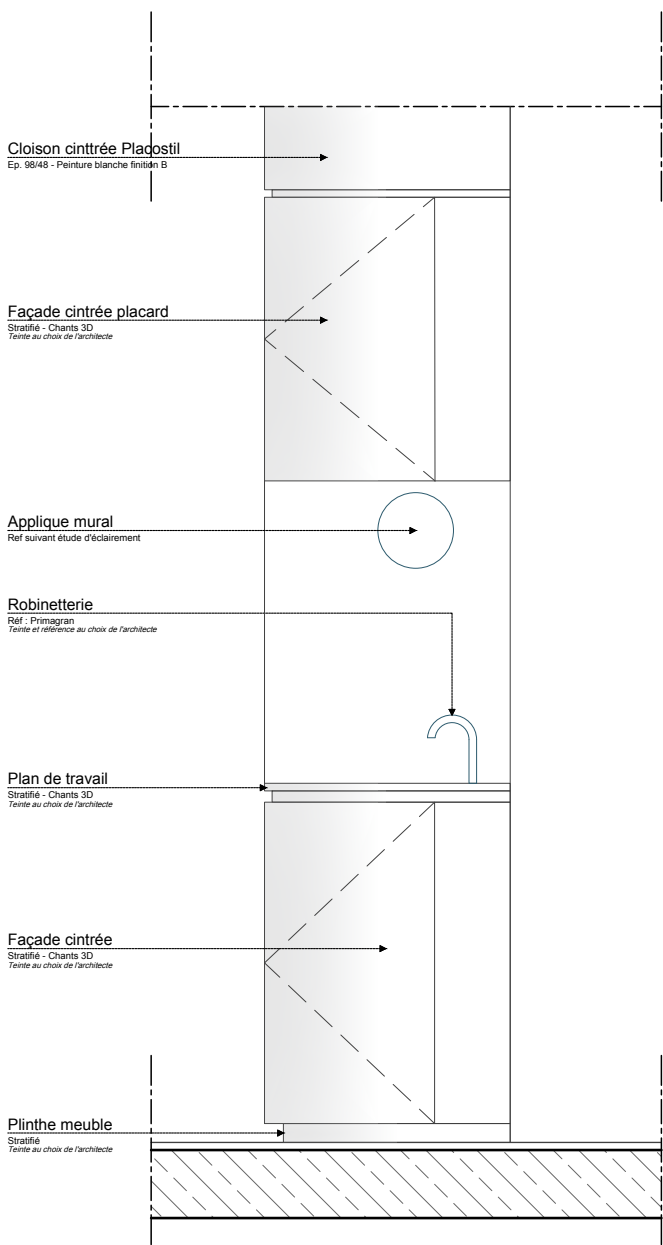 Cloison cinttrée Placostil
Ep. 98/48 - Peinture blanche finition B
Façade cintrée placard
Stratifié - Chants 3D
Teinte au choix de l'architecte
Applique mural
Ref suivant étude d'éclairement
Robinetterie
Réf : Primagran
Teinte et référence au choix de l'architecte
Plan de travail
Stratifié - Chants 3D
Teinte au choix de l'architecte
Façade cintrée
Stratifié - Chants 3D
Teinte au choix de l'architecte
Plinthe meuble
Stratifié
Teinte au choix de l'architecte